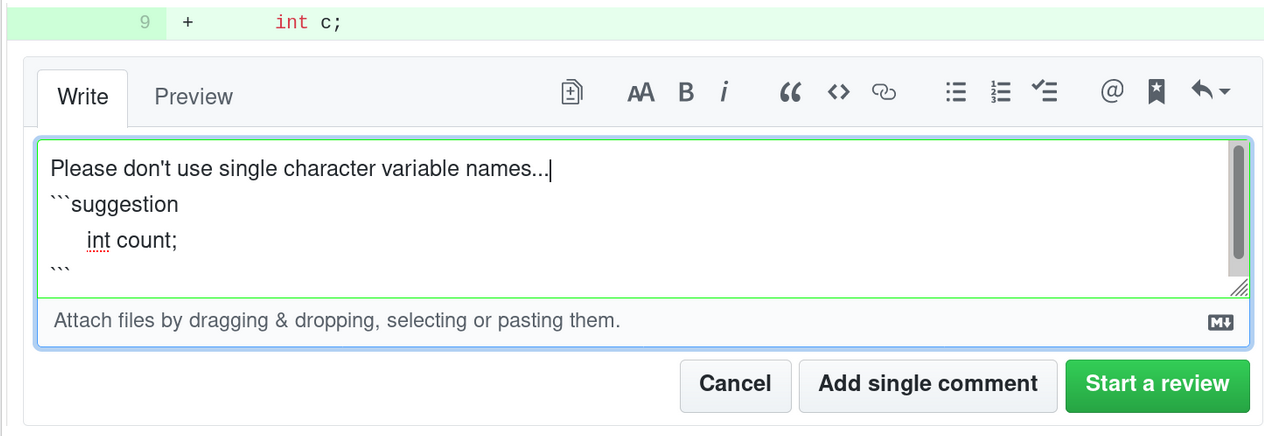 9 + int c;
Write Preview
AA B i
Please don't use single character variable names...
```suggestion
int count;
```
Attach files by dragging & dropping, selecting or pasting them.
Cancel Add single comment Start a review